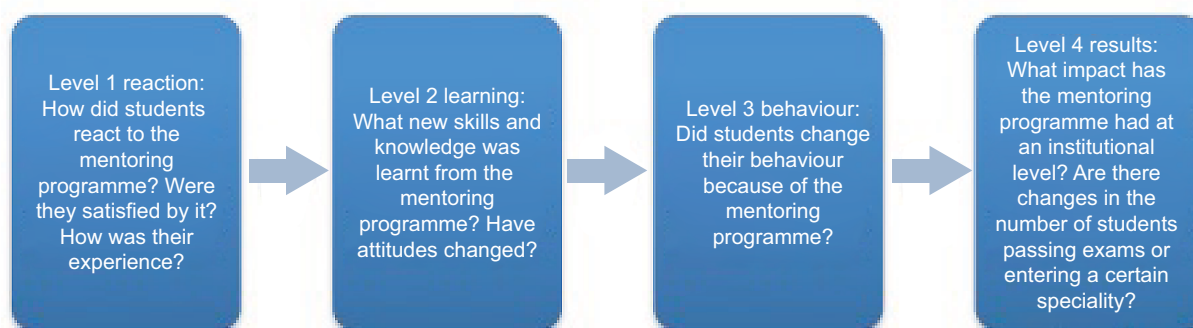 Level 1 reaction:
How did students
react to the
mentoring
programme? Were
they satisfied by it?
How was their
experience?
Level 2 learning:
What new skills and
knowledge was
learnt from the
mentoring
programme? Have
attitudes changed?
Level 3 behaviour:
Did students change
their behaviour
because of the
mentoring
programme?
Level 4 results:
What impact has
the mentoring
programme had at
an institutional
level? Are there
changes in the
number of students
passing exams or
entering a certain
speciality?